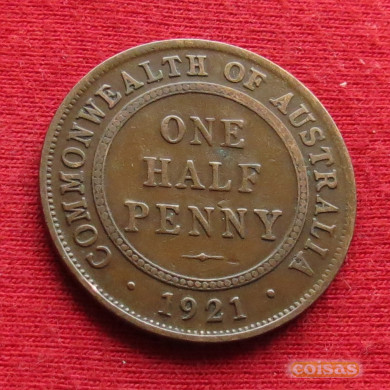 COMMONWEALTH OF AUSTRALIA
ONE
HALF
PENNY
· 1921 ·
coisas